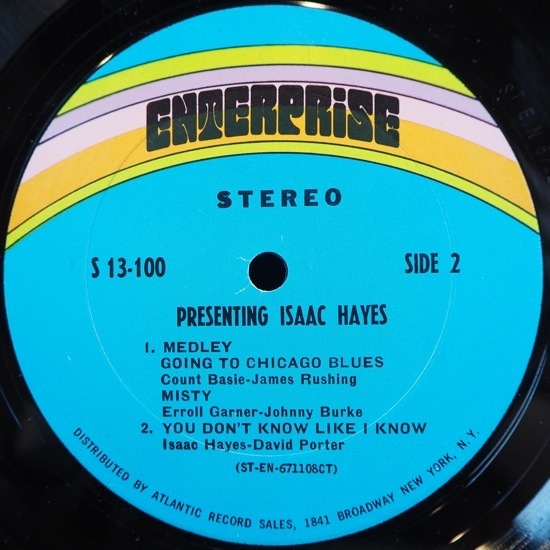 ENTERPRiSE
STEREO
S 13-100
SIDE 2
PRESENTING ISAAC HAYES
1. MEDLEY
GOING TO CHICAGO BLUES
Count Basie-James Rushing
MISTY
Erroll Garner-Johnny Burke
2. YOU DON'T KNOW LIKE I KNOW
Isaac Hayes-David Porter
(ST-EN-671108CT)
DISTRIBUTED BY ATLANTIC RECORD SALES, 1841 BROADWAY NEW YORK, N.Y.